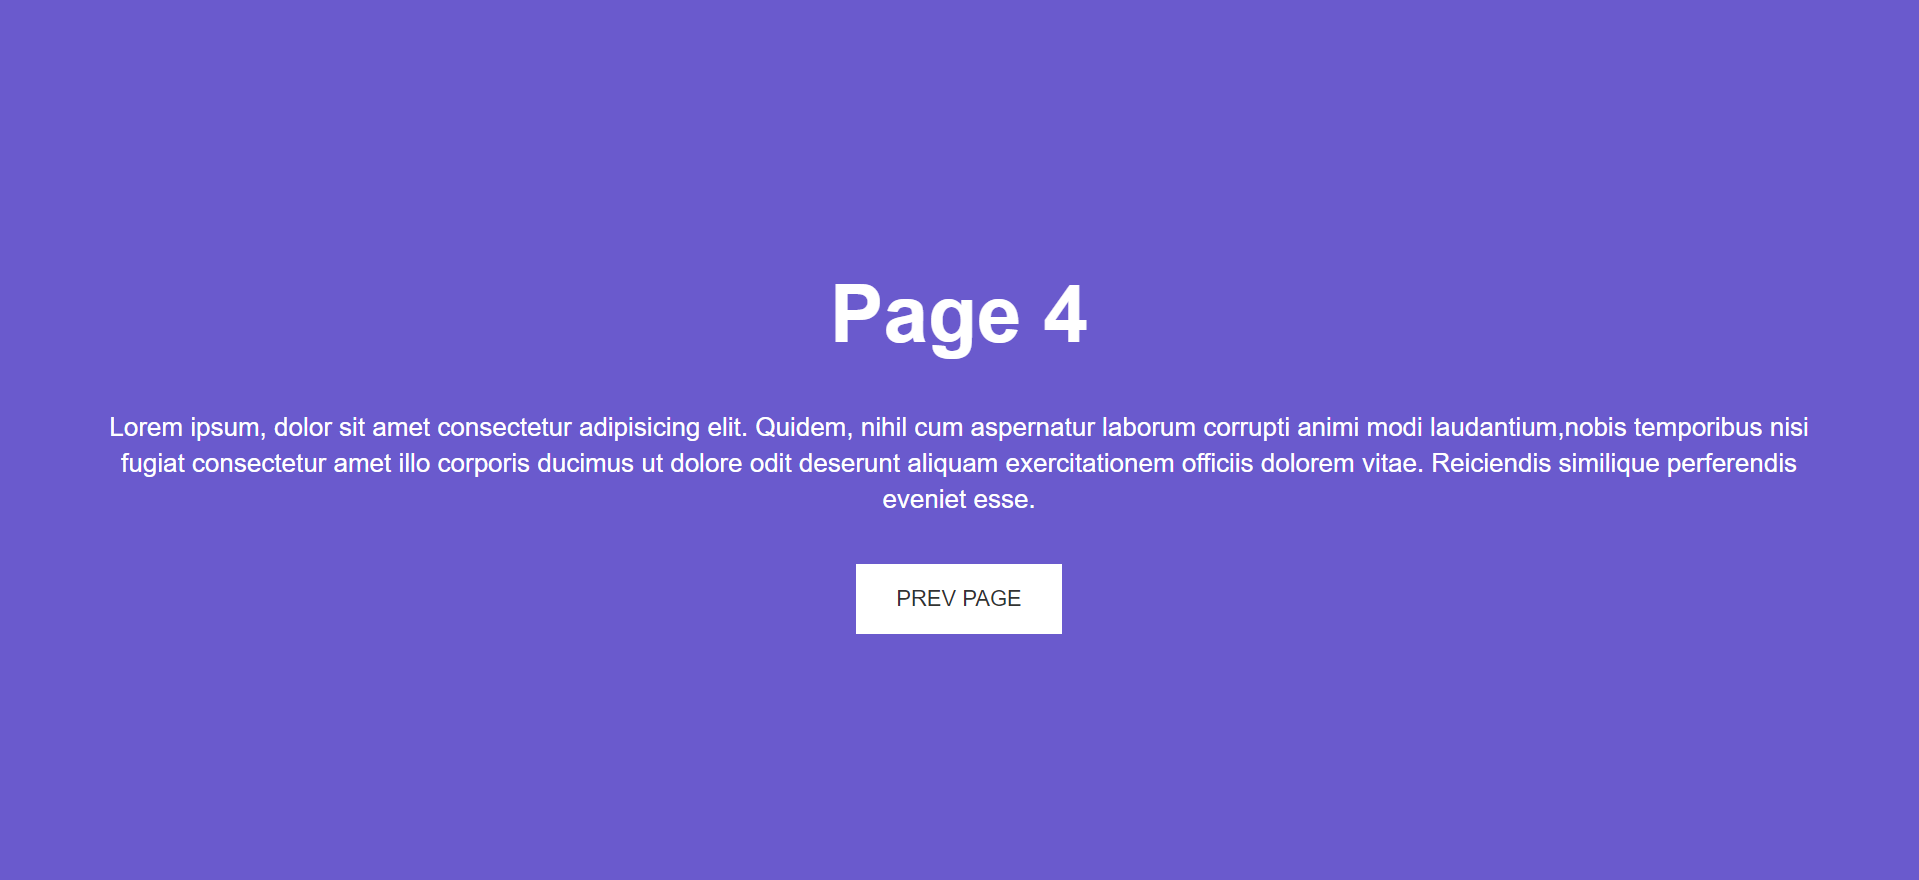 Page 4
Lorem ipsum, dolor sit amet consectetur adipisicing elit. Quidem, nihil cum aspernatur laborum corrupti animi modi laudantium,nobis temporibus nisi
fugiat consectetur amet illo corporis ducimus ut dolore odit deserunt aliquam exercitationem officiis dolorem vitae. Reiciendis similique perferendis
eveniet esse.
PREV PAGE